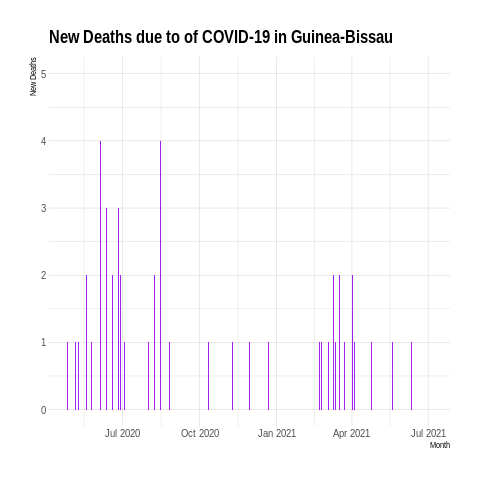 New Deaths due to of COVID-19 in Guinea-Bissau
New Deaths
5
4
3
2
1
0
Jul 2020 Oct 2020 Jan 2021 Apr 2021 Jul 2021
Month